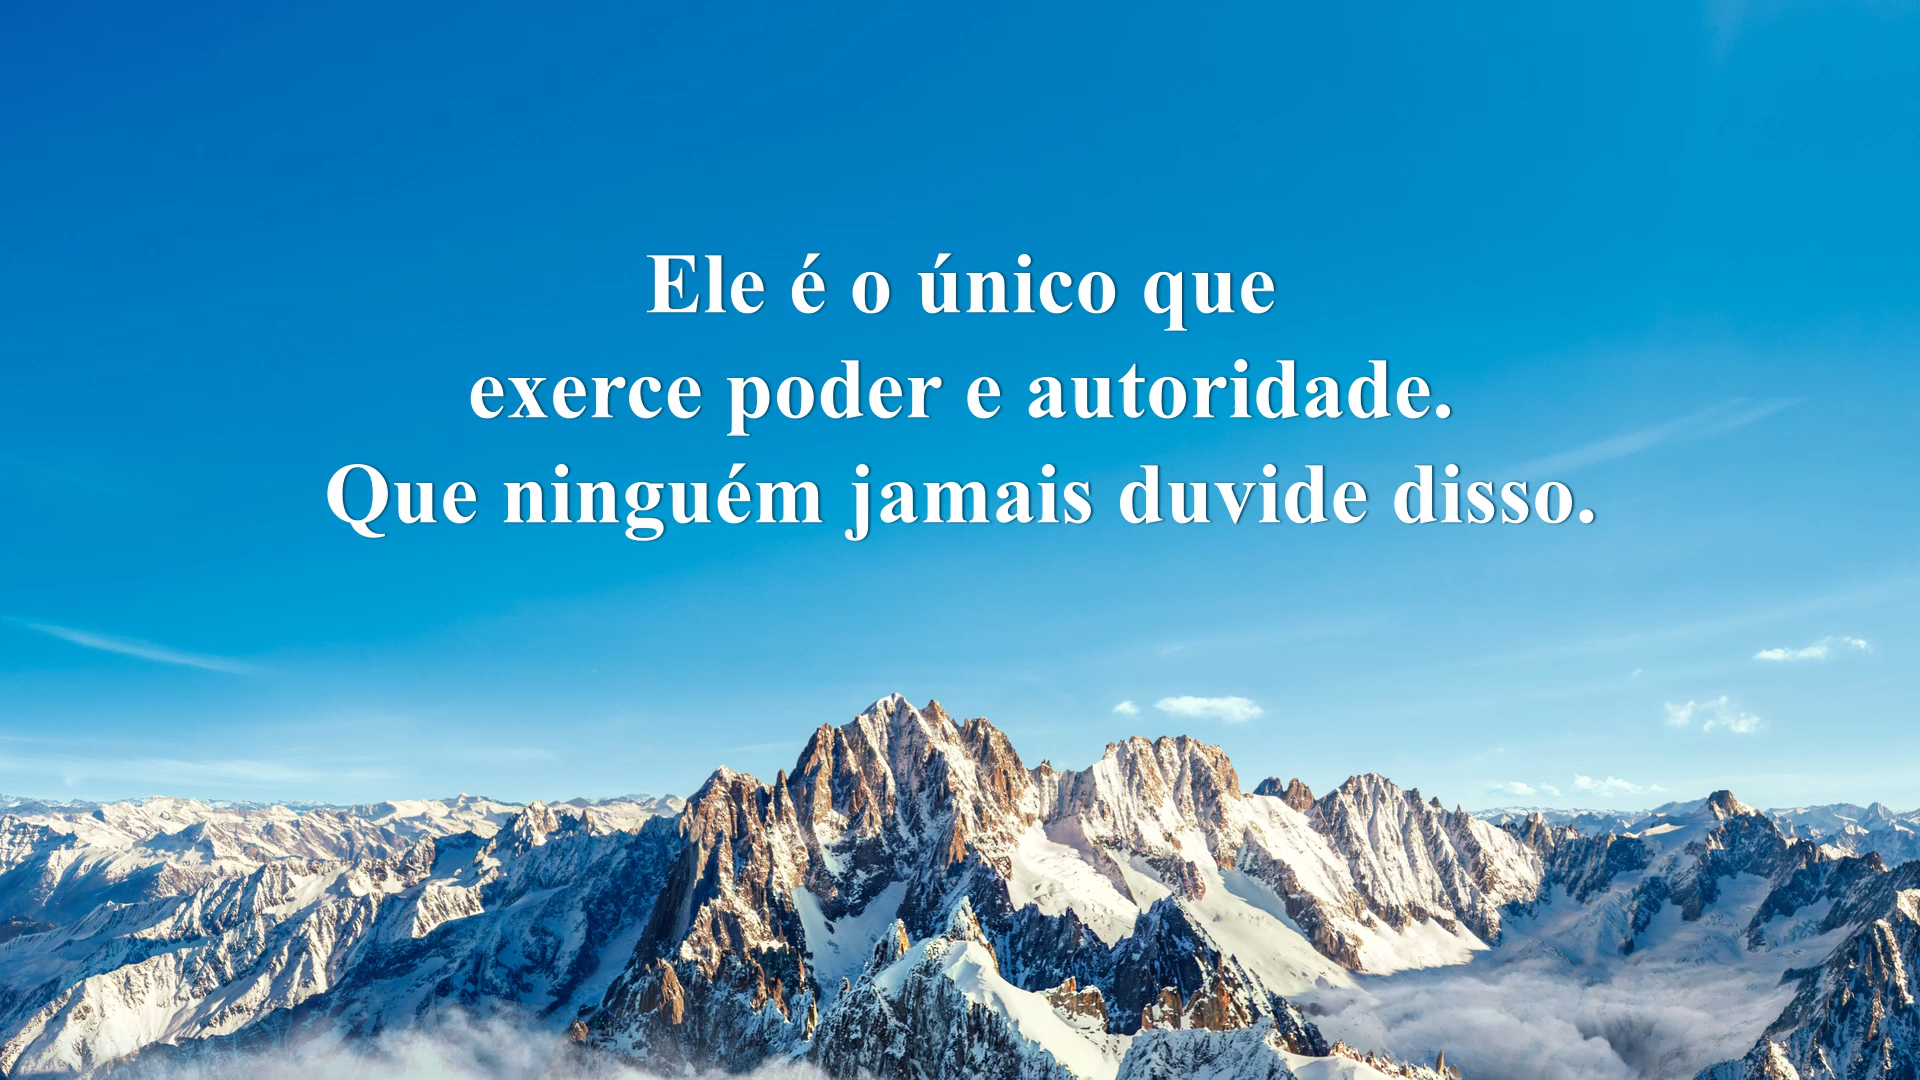 Ele é o único que
exerce poder e autoridade.
Que ninguém jamais duvide disso.